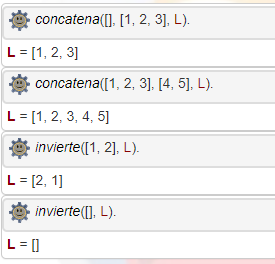 concatena([], [1, 2, 3], L).
L = [1, 2, 3]
concatena([1, 2, 3], [4, 5], L).
L = [1, 2, 3, 4, 5]
invierte([1, 2], L).
L = [2, 1]
invierte([], L).
L = []